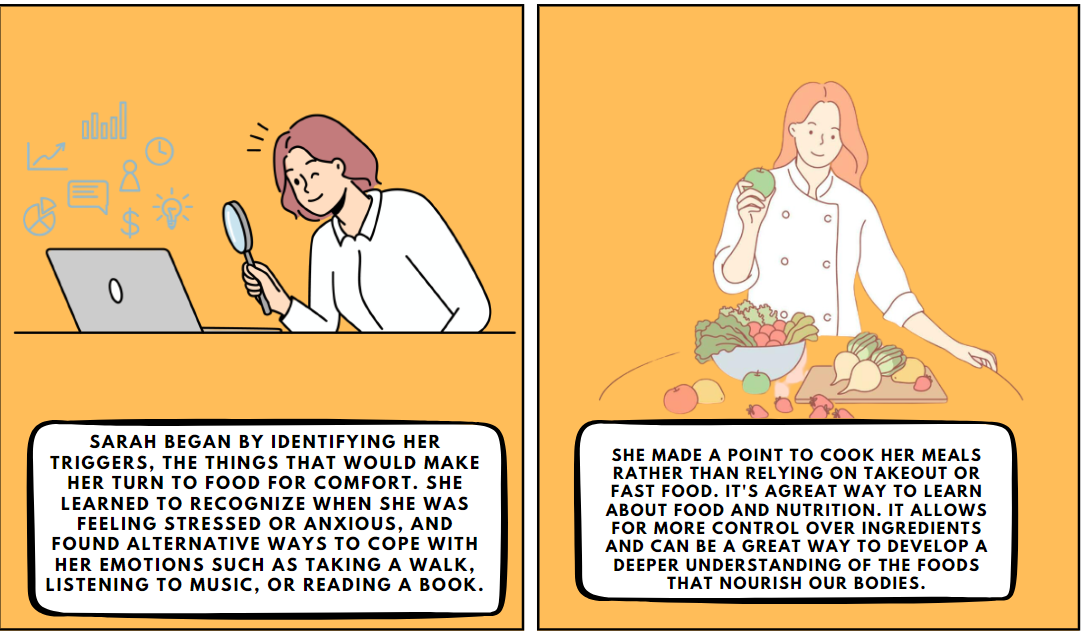 SARAH BEGAN BY IDENTIFYING HER
TRIGGERS, THE THINGS THAT WOULD MAKE
HER TURN TO FOOD FOR COMFORT. SHE
LEARNED TO RECOGNIZE WHEN SHE WAS
FEELING STRESSED OR ANXIOUS, AND
FOUND ALTERNATIVE WAYS TO COPE WITH
HER EMOTIONS SUCH AS TAKING A WALK,
LISTENING TO MUSIC, OR READING A BOOK.
SHE MADE A POINT TO COOK HER MEALS
RATHER THAN RELYING ON TAKEOUT OR
FAST FOOD. IT'S AGREAT WAY TO LEARN
ABOUT FOOD AND NUTRITION. IT ALLOWS
FOR MORE CONTROL OVER INGREDIENTS
AND CAN BE A GREAT WAY TO DEVELOP A
DEEPER UNDERSTANDING OF THE FOODS
THAT NOURISH OUR BODIES.